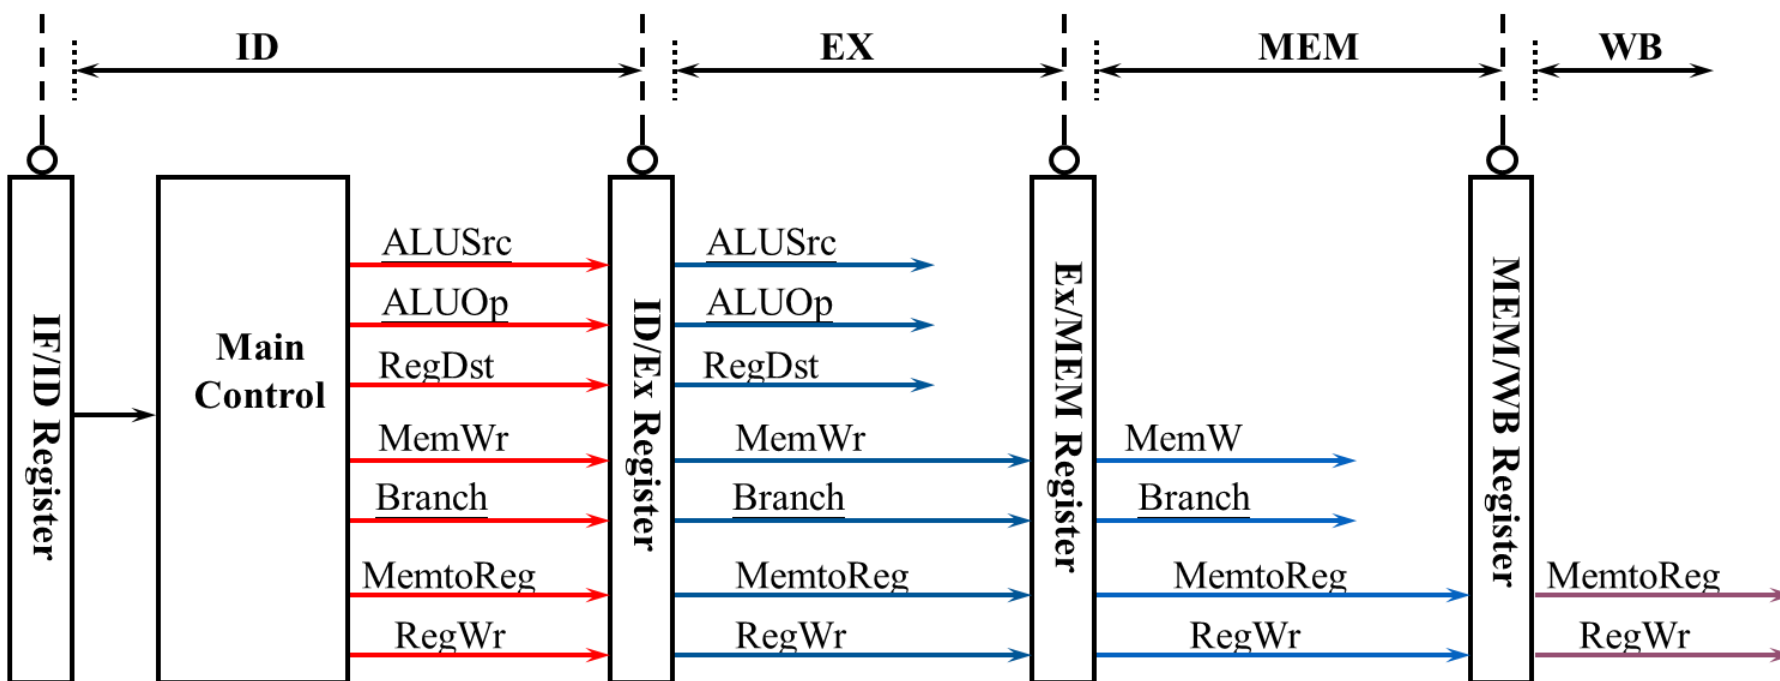 ID
EX
MEM
WB
IF/ID Register
Main
Control
ALUSrc
ALUOp
RegDst
MemWr
Branch
MemtoReg
RegWr
ID/Ex Register
ALUSrc
ALUOp
RegDst
MemWr
Branch
MemtoReg
RegWr
Ex/MEM Register
MemW
Branch
MemtoReg
RegWr
MEM/WB Register
MemtoReg
RegWr